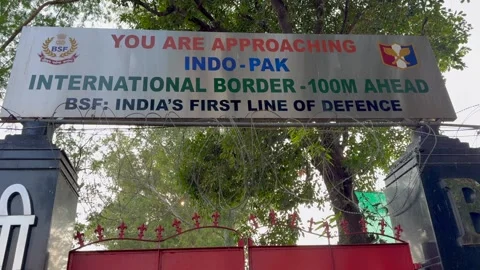 BSF
YOU ARE APPROACHING
INDO - PAK
INTERNATIONAL BORDER - 100M AHEAD
BSF: INDIA'S FIRST LINE OF DEFENCE